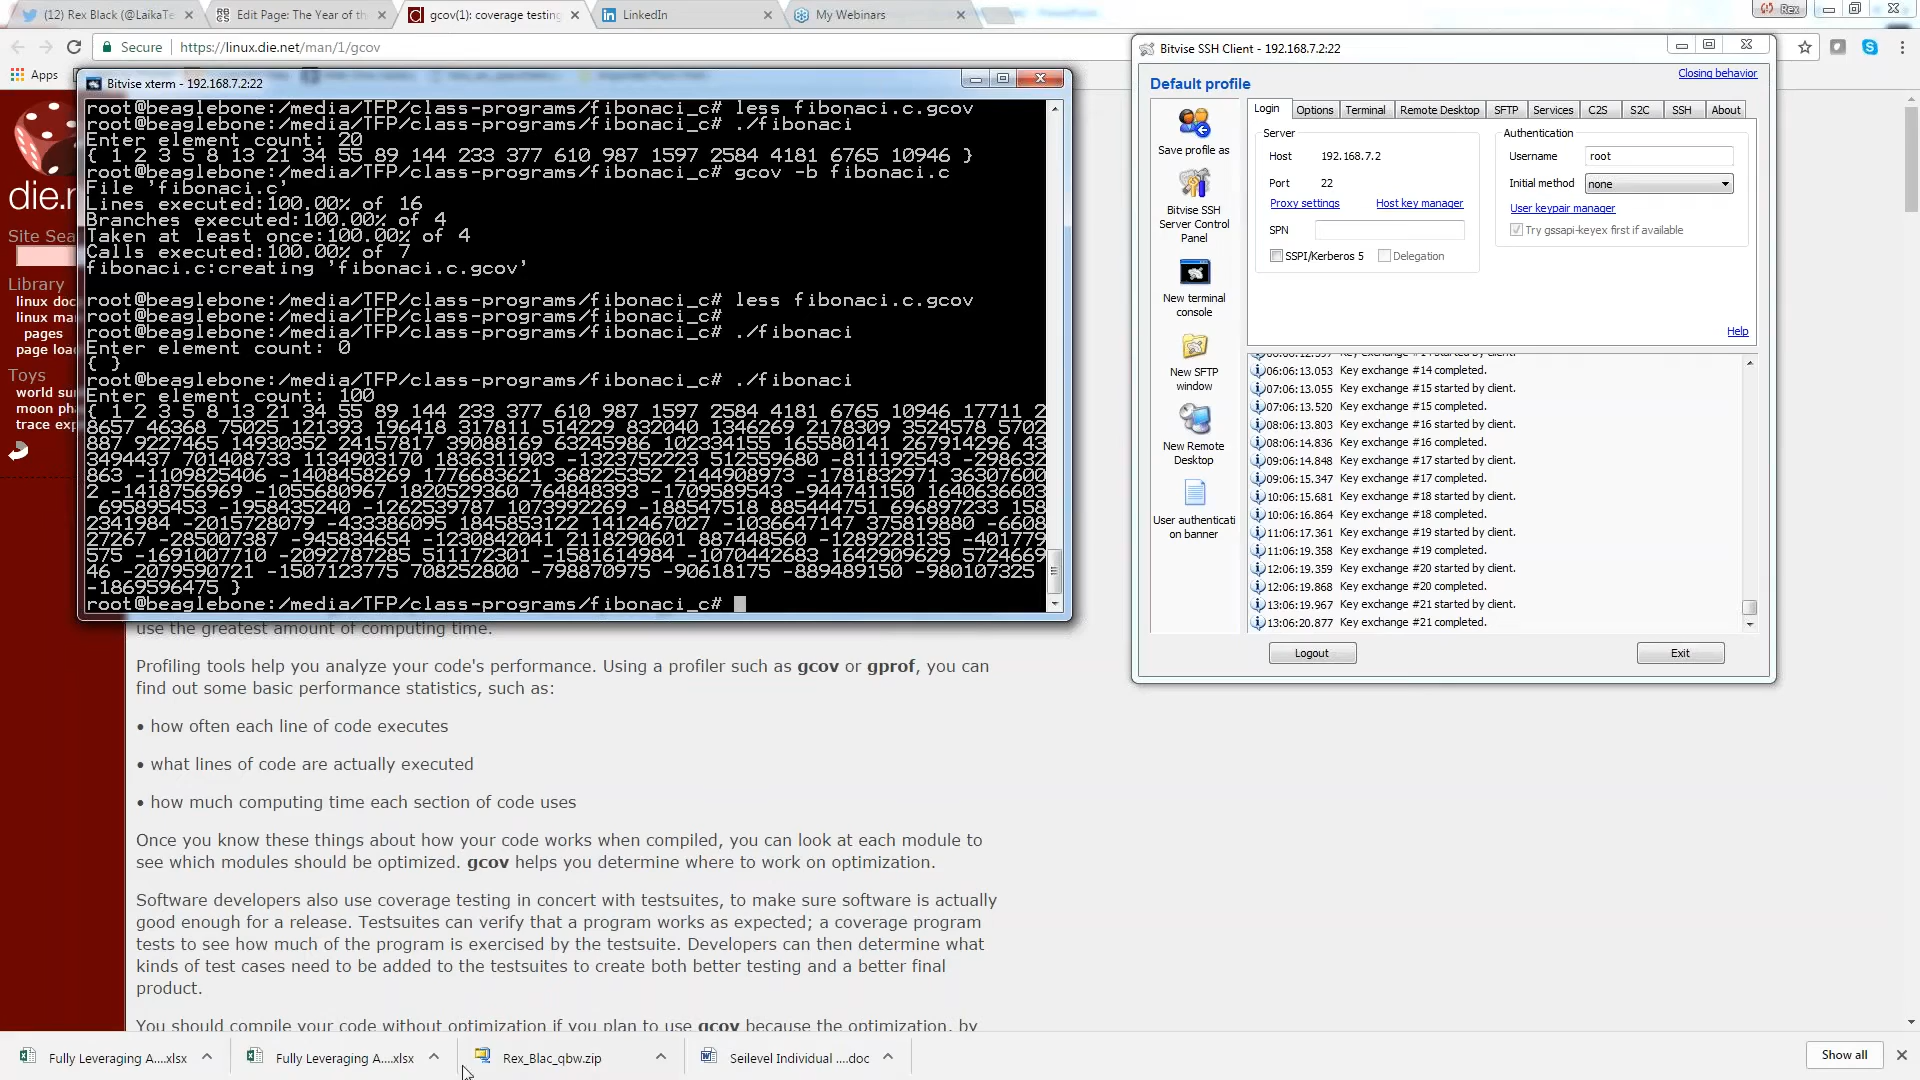 (12) Rex Black (@LaikaTe
Edit Page: The Year of th
gcov(1): coverage testing
LinkedIn
My Webinars
Rex
Secure
https://linux.die.net/man/1/gcov
Apps
Bitvise xterm - 192.168.7.2:22
root@beaglebone:/media/TFP/class-programs/fibonaci_c# less fibonaci.c.gcov
root@beaglebone:/media/TFP/class-programs/fibonaci_c# ./fibonaci
Enter element count: 20
{ 1 2 3 5 8 13 21 34 55 89 144 233 377 610 987 1597 2584 4181 6765 10946 }
root@beaglebone:/media/TFP/class-programs/fibonaci_c# gcov -b fibonaci.c
File 'fibonaci.c'
Lines executed:100.00% of 16
Branches executed:100.00% of 4
Taken at least once:100.00% of 4
Calls executed:100.00% of 7
fibonaci.c:creating 'fibonaci.c.gcov'
root@beaglebone:/media/TFP/class-programs/fibonaci_c# less fibonaci.c.gcov
root@beaglebone:/media/TFP/class-programs/fibonaci_c#
root@beaglebone:/media/TFP/class-programs/fibonaci_c# ./fibonaci
Enter element count: 0
{ }
root@beaglebone:/media/TFP/class-programs/fibonaci_c# ./fibonaci
Enter element count: 100
{ 1 2 3 5 8 13 21 34 55 89 144 233 377 610 987 1597 2584 4181 6765 10946 17711 2
8657 46368 75025 121393 196418 317811 514229 832040 1346269 2178309 3524578 5702
887 9227465 14930352 24157817 39088169 63245986 102334155 165580141 267914296 43
3494437 701408733 1134903170 1836311903 -1323752223 512559680 -811192543 -298632
863 -1109825406 -1408458269 1776683621 368225352 2144908973 -1781832971 36307600
2 -1418756969 -1055680967 1820529360 764848393 -1709589543 -944741150 1640636603
695895453 -1958435240 -1262539787 1073992269 -188547518 885444751 696897233 158
2341984 -2015728079 -433386095 1845853122 1412467027 -1036647147 375819880 -6608
27267 -285007387 -945834654 -1230842041 2118290601 887448560 -1289228135 -401779
575 -1691007710 -2092787285 511172301 -1581614984 -1070442683 1642909629 5724669
46 -2079590721 -1507123775 708252800 -798870975 -90618175 -889489150 -980107325
-1869596475 }
root@beaglebone:/media/TFP/class-programs/fibonaci_c#
die.n
Site Sea
Library
linux doc
linux ma
pages
page loa
Toys
world su
moon ph
trace exp
Bitvise SSH Client - 192.168.7.2:22
Default profile
Closing behavior
Save profile as
Bitvise SSH
Server Control
Panel
New terminal
console
New SFTP
window
New Remote
Desktop
User authenticati
on banner
Login Options Terminal Remote Desktop SFTP Services C2S S2C SSH About
Server
Host 192.168.7.2
Port 22
Proxy settings
Host key manager
SPN
SSPI/Kerberos 5
Delegation
Authentication
Username root
Initial method none
User keypair manager
Try gssapi-keyex first if available
Help
06:06:13.053 Key exchange #14 completed.
07:06:13.055 Key exchange #15 started by client.
07:06:13.520 Key exchange #15 completed.
08:06:13.803 Key exchange #16 started by client.
08:06:14.836 Key exchange #16 completed.
09:06:14.848 Key exchange #17 started by client.
09:06:15.347 Key exchange #17 completed.
10:06:15.681 Key exchange #18 started by client.
10:06:16.864 Key exchange #18 completed.
11:06:17.361 Key exchange #19 started by client.
11:06:19.358 Key exchange #19 completed.
12:06:19.359 Key exchange #20 started by client.
12:06:19.868 Key exchange #20 completed.
13:06:19.967 Key exchange #21 started by client.
13:06:20.877 Key exchange #21 completed.
Logout
Exit
use the greatest amount of computing time.
Profiling tools help you analyze your code's performance. Using a profiler such as gcov or gprof, you can
find out some basic performance statistics, such as:
• how often each line of code executes
• what lines of code are actually executed
• how much computing time each section of code uses
Once you know these things about how your code works when compiled, you can look at each module to
see which modules should be optimized. gcov helps you determine where to work on optimization.
Software developers also use coverage testing in concert with testsuites, to make sure software is actually
good enough for a release. Testsuites can verify that a program works as expected; a coverage program
tests to see how much of the program is exercised by the testsuite. Developers can then determine what
kinds of test cases need to be added to the testsuites to create both better testing and a better final
product.
You should compile your code without optimization if you plan to use gcov because the optimization, by
Fully Leveraging A....xlsx
Fully Leveraging A....xlsx
Rex_Blac_qbw.zip
Seilevel Individual ....doc
Show all